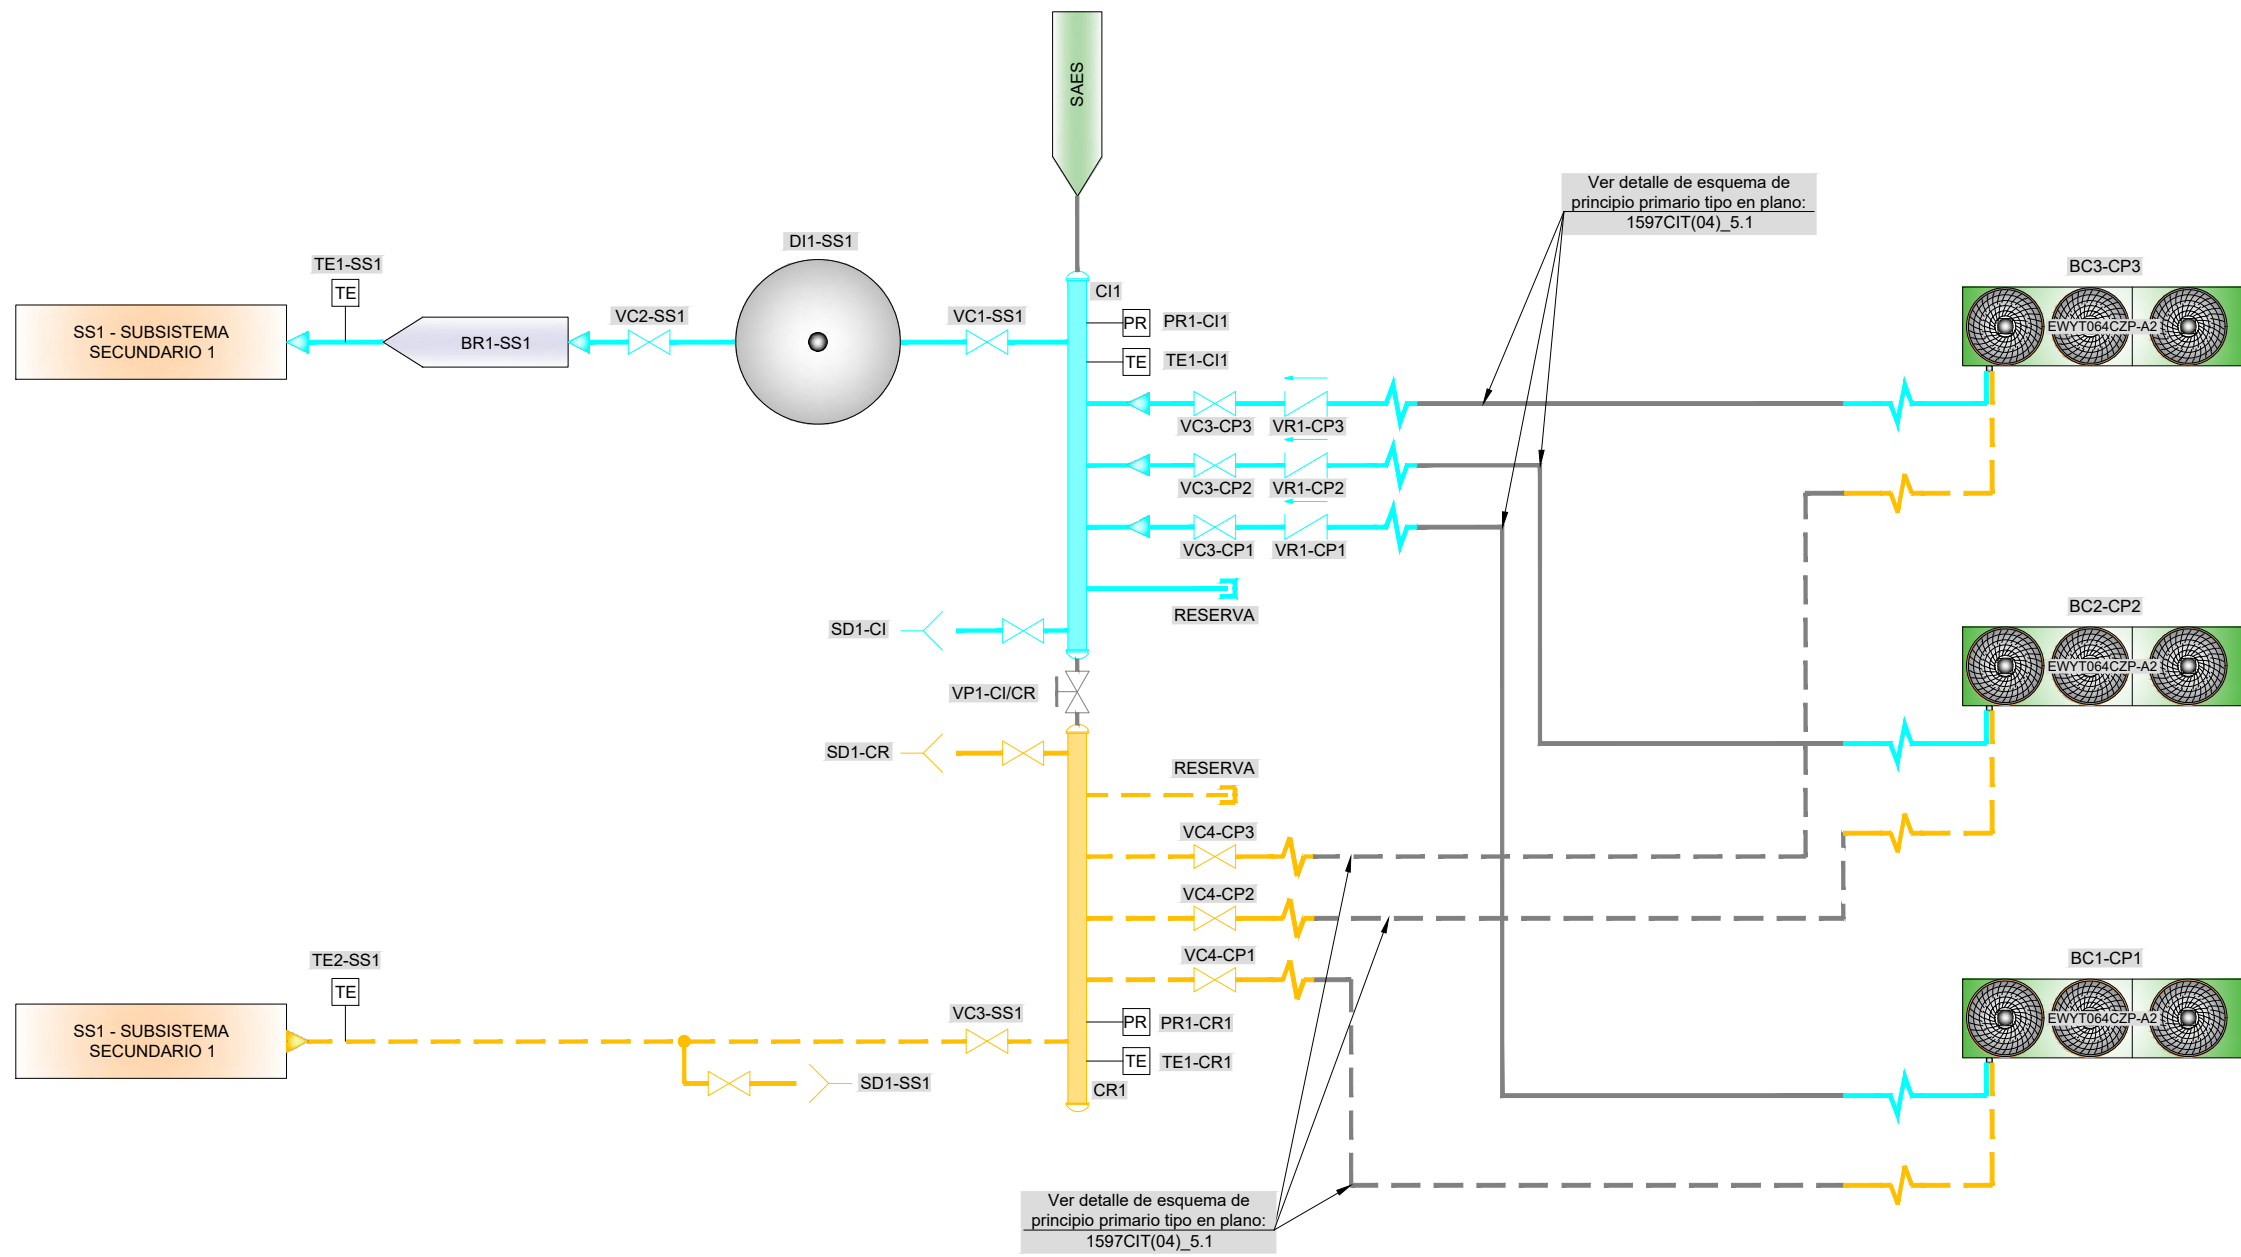 SAES
Ver detalle de esquema de
principio primario tipo en plano:
1597CIT(04)_5.1
DI1-SS1
TE1-SS1
TE
BC3-CP3
CI1
VC2-SS1
VC1-SS1
PR
PR1-CI1
SS1 - SUBSISTEMA
SECUNDARIO 1
BR1-SS1
EWYT064CZP-A2
TE
TE1-CI1
VC3-CP3
VR1-CP3
VC3-CP2
VR1-CP2
VC3-CP1
VR1-CP1
RESERVA
BC2-CP2
SD1-CI
EWYT064CZP-A2
VP1-CI/CR
SD1-CR
RESERVA
VC4-CP3
VC4-CP2
VC4-CP1
TE2-SS1
TE
BC1-CP1
VC3-SS1
PR
PR1-CR1
EWYT064CZP-A2
SS1 - SUBSISTEMA
SECUNDARIO 1
TE
TE1-CR1
SD1-SS1
CR1
Ver detalle de esquema de
principio primario tipo en plano:
1597CIT(04)_5.1